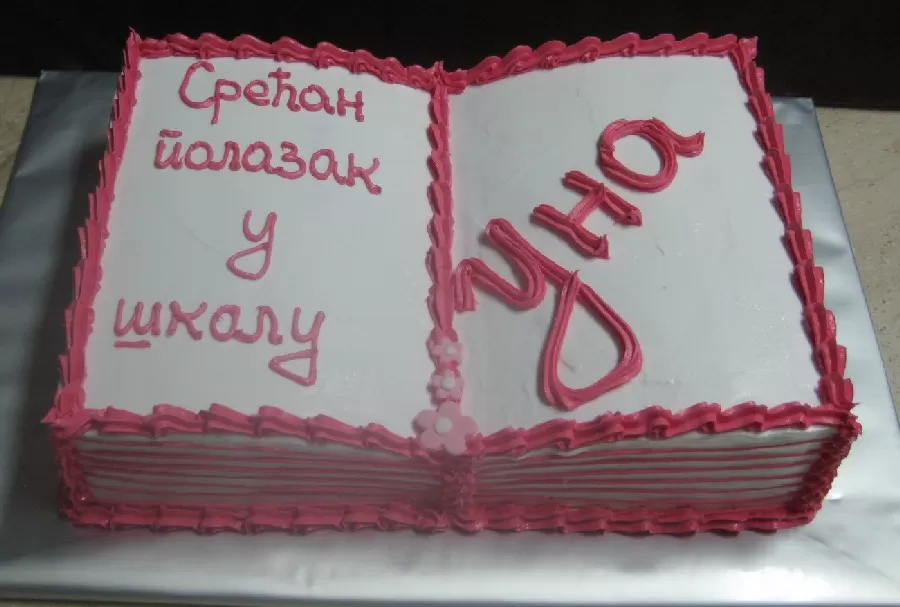 Срећан
полазак
у
школу
Уна